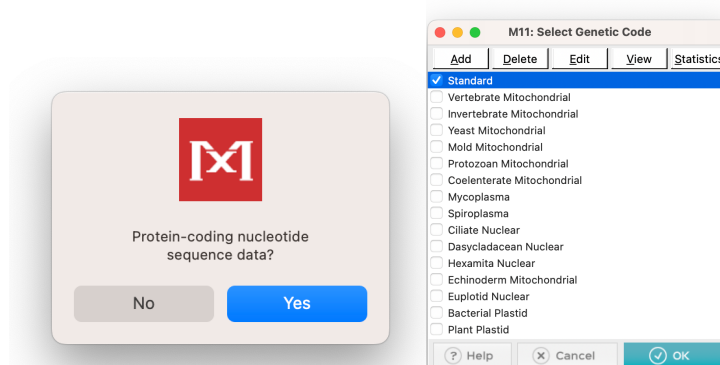 M
Protein-coding nucleotide
sequence data?
No
Yes
M11: Select Genetic Code
Add
Delete
Edit
View
Statistics
Standard
Vertebrate Mitochondrial
Invertebrate Mitochondrial
Yeast Mitochondrial
Mold Mitochondrial
Protozoan Mitochondrial
Coelenterate Mitochondrial
Mycoplasma
Spiroplasma
Ciliate Nuclear
Dasycladacean Nuclear
Hexamita Nuclear
Echinoderm Mitochondrial
Euplotid Nuclear
Bacterial Plastid
Plant Plastid
? Help
Cancel
OK